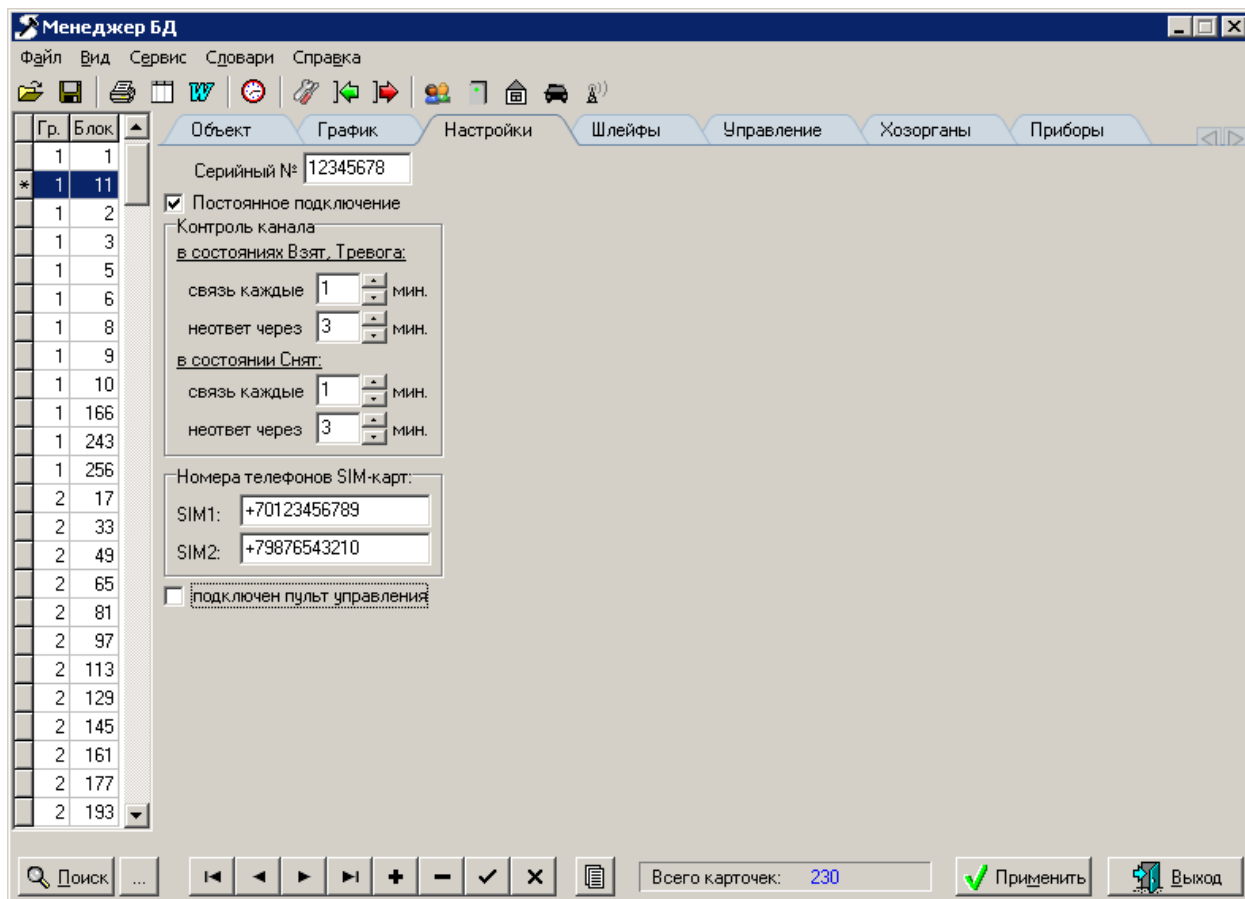 Менеджер БД
Файл Вид Сервис Словари Справка
Гр. Блок
1 1
* 1 11
1 2
1 3
1 5
1 6
1 8
1 9
1 10
1 166
1 243
1 256
2 17
2 33
2 49
2 65
2 81
2 97
2 113
2 129
2 145
2 161
2 177
2 193
Объект График Настройки Шлейфы Управление Хозорганы Приборы
Серийный № 12345678
Постоянное подключение
Контроль канала
в состояниях Взят, Тревога:
связь каждые 1 мин.
неответ через 3 мин.
в состоянии Снят:
связь каждые 1 мин.
неответ через 3 мин.
Номера телефонов SIM-карт:
SIM1: +70123456789
SIM2: +79876543210
подключен пульт управления
Поиск ... Всего карточек: 230 Применить Выход